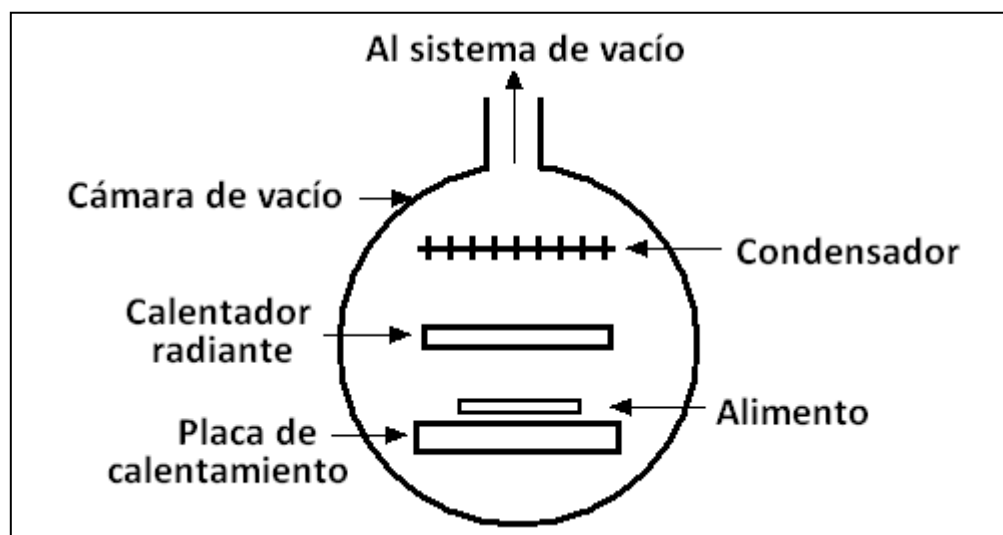 Al sistema de vacío
Cámara de vacío
Condensador
Calentador
radiante
Alimento
Placa de
calentamiento